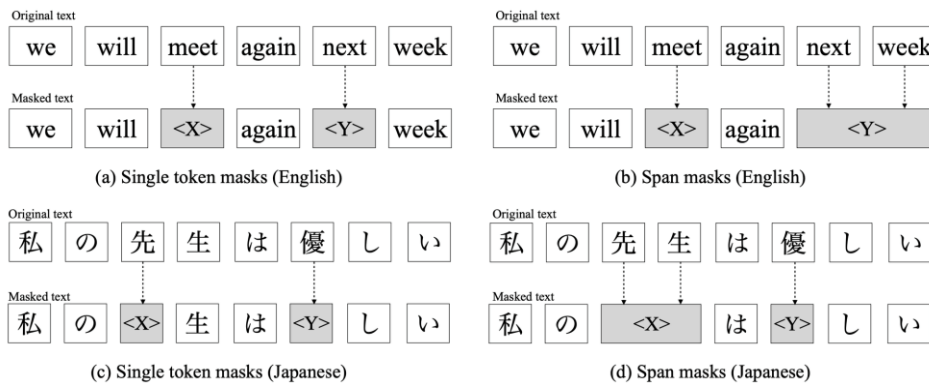 Original text
we will meet again next week
Masked text
we will <X> again <Y> week
(a) Single token masks (English)
Original text
we will meet again next week
Masked text
we will <X> again <Y>
(b) Span masks (English)
Original text
私 の 先 生 は 優 し い
Masked text
私 の <X> 生 は <Y> し い
(c) Single token masks (Japanese)
Original text
私 の 先 生 は 優 し い
Masked text
私 の <X> は <Y> し い
(d) Span masks (Japanese)